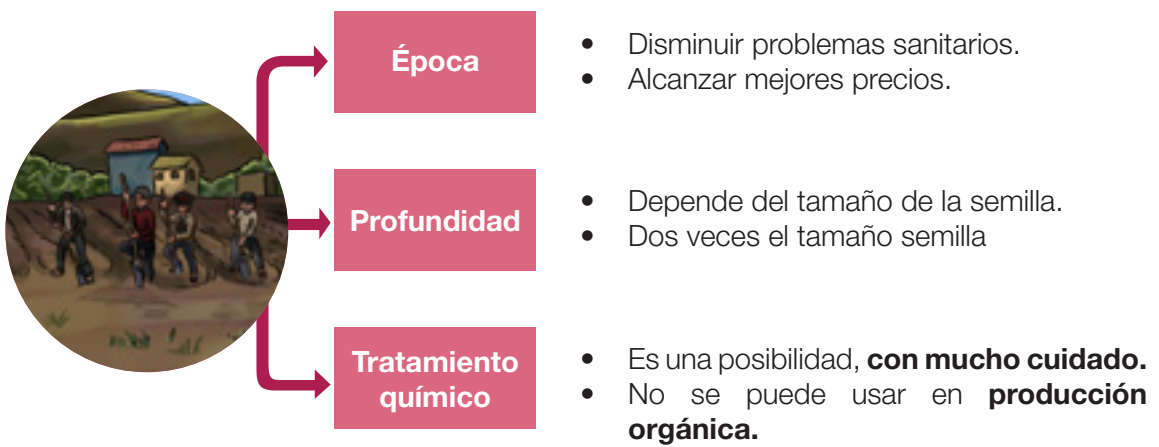 Época
• Disminuir problemas sanitarios.
• Alcanzar mejores precios.
Profundidad
• Depende del tamaño de la semilla.
• Dos veces el tamaño semilla
Tratamiento
químico
• Es una posibilidad, con mucho cuidado.
• No se puede usar en producción
orgánica.